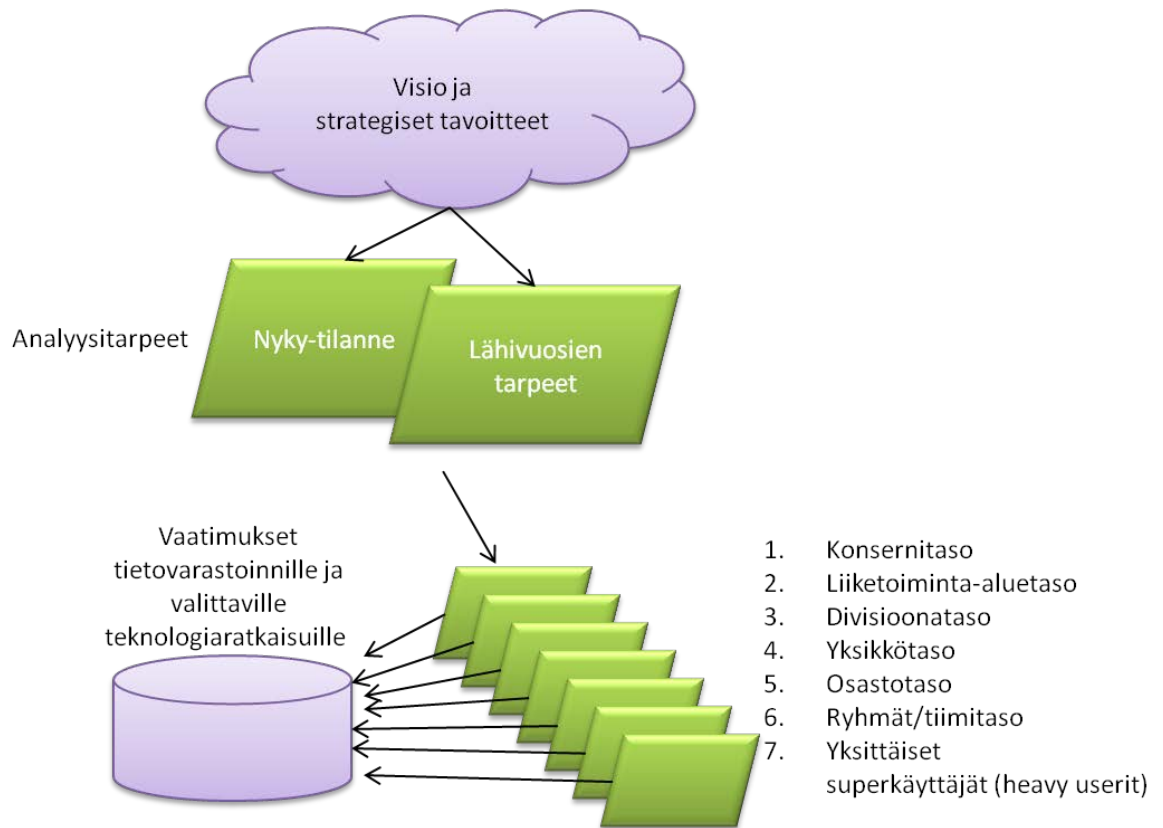 Visio ja
strategiset tavoitteet
Analyysitarpeet
Nyky-tilanne
Lähivuosien
tarpeet
Vaatimukset
tietovarastoinnille ja
valittaville
teknologiaratkaisuille
1. Konsernitaso
2. Liiketoiminta-aluetaso
3. Divisioonataso
4. Yksikkötaso
5. Osastotaso
6. Ryhmät/tiimitaso
7. Yksittäiset
superkäyttäjät (heavy userit)